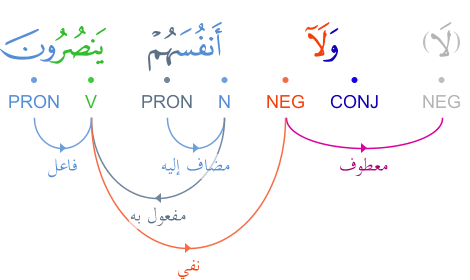 (لَا) وَلَآ أَنفُسَهُمْ يَنصُرُونَ
NEG CONJ NEG N PRON V PRON
معطوف مضاف إليه فاعل
مفعول به
نفي